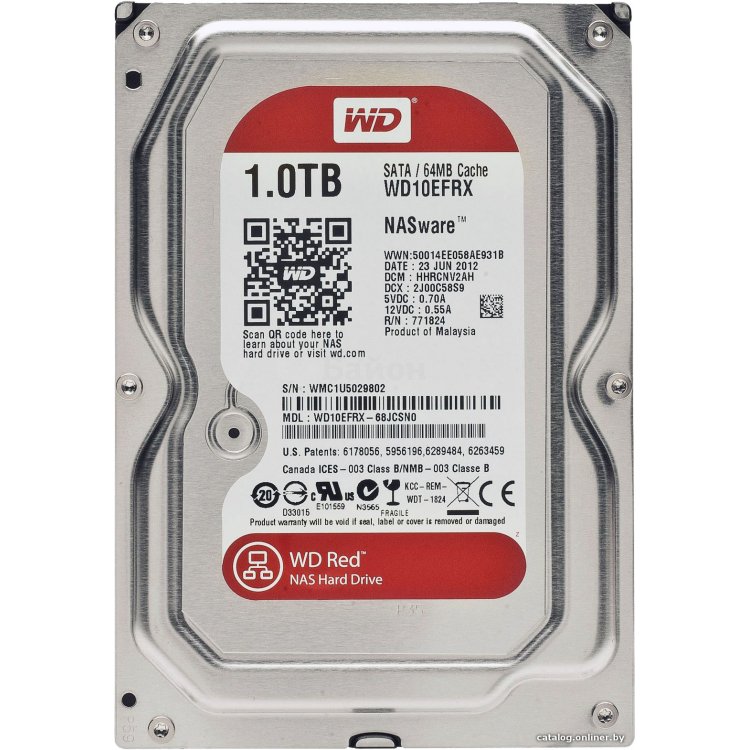 WD®
1.0TB
SATA / 64MB Cache
WD10EFRX
NASware™
WWN:50014EE058AE931B
DATE : 23 JUN 2012
DCM : HHRCNV2AH
DCX : 2J00C58S9
5VDC : 0.70A
12VDC : 0.55A
R/N : 771824
Product of Malaysia
WD
Scan QR code here to
learn about your NAS
hard drive or visit wd.com
S/N : WMC1U5029802
MDL : WD10EFRX-68JCSN0
U.S. Patents: 6178056, 5956196,6289484, 6263459
Canada ICES - 003 Class B/NMB - 003 Classe B
20
D33015
c UL us
E101559
N3565
FRAGILE
KCC - REM -
WDT - 1824
Product warranty will be void if seal, label or cover is removed or damaged
Z
WD Red™
NAS Hard Drive
catalog.onliner.by